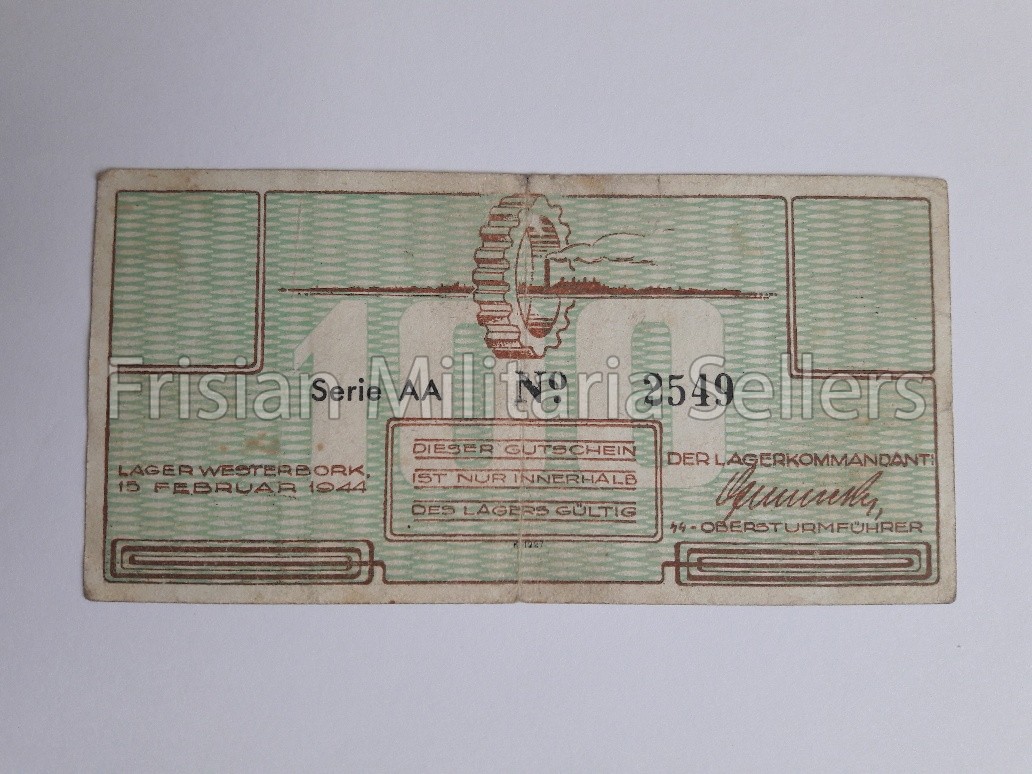 100
Serie AA Nº 2549
Frisian Militaria Sellers
DIESER GUTSCHEIN
IST NUR INNERHALB
DES LAGERS GÜLTIG
LAGER WESTERBORK,
15 FEBRUAR 1944
DER LAGERKOMMANDANT:
SS-OBERSTURMFÜHRER